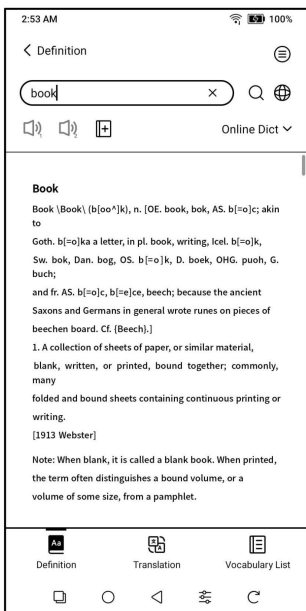 2:53 AM 100%
Definition
book
Online Dict
Book
Book \Book\ (b[oo^]k), n. [OE. book, bok, AS. b[=o]c; akin
to
Goth. b[=o]ka a letter, in pl. book, writing, Icel. b[=o]k,
Sw. bok, Dan. bog, OS. b[=o]k, D. boek, OHG. puoh, G.
buch;
and fr. AS. b[=o]c, b[=e]ce, beech; because the ancient
Saxons and Germans in general wrote runes on pieces of
beechen board. Cf. {Beech}.]
1. A collection of sheets of paper, or similar material,
blank, written, or printed, bound together; commonly,
many
folded and bound sheets containing continuous printing or
writing.
[1913 Webster]
Note: When blank, it is called a blank book. When printed,
the term often distinguishes a bound volume, or a
volume of some size, from a pamphlet.
Aa
Definition Translation Vocabulary List